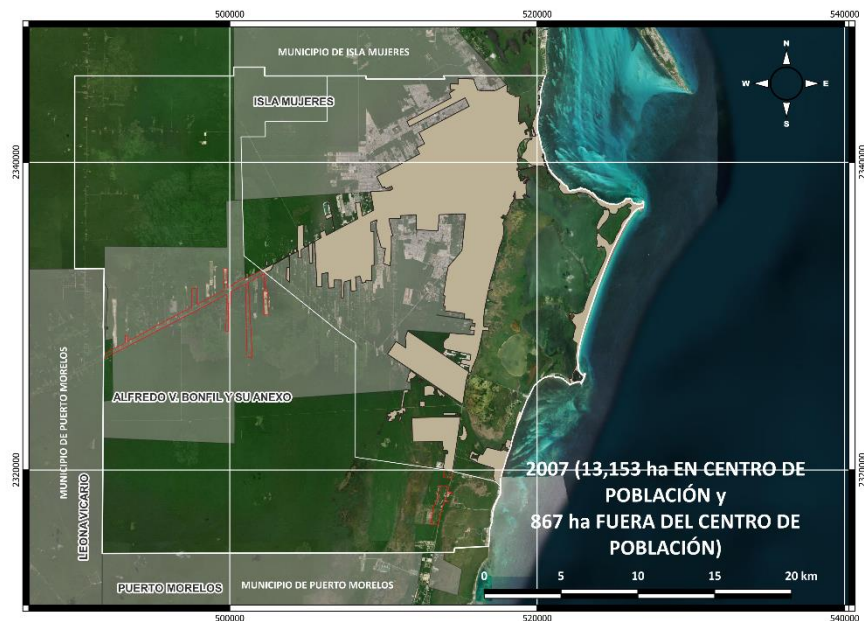 500000
520000
540000
MUNICIPIO DE ISLA MUJERES
ISLA MUJERES
N
W
E
S
2340000
2340000
ALFREDO V. BONFIL Y SU ANEXO
MUNICIPIO DE PUERTO MORELOS
LEONA VICARIO
2320000
2320000
2007 (13,153 ha EN CENTRO DE
POBLACIÓN y
867 ha FUERA DEL CENTRO DE
POBLACIÓN)
PUERTO MORELOS
MUNICIPIO DE PUERTO MORELOS
0
5
10
15
20 km
500000
520000
540000